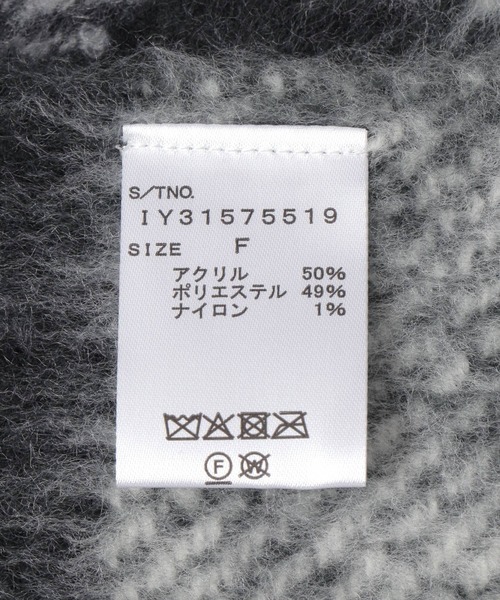 S/TNO.
IY31575519
SIZE F
アクリル 50%
ポリエステル 49%
ナイロン 1%
F W